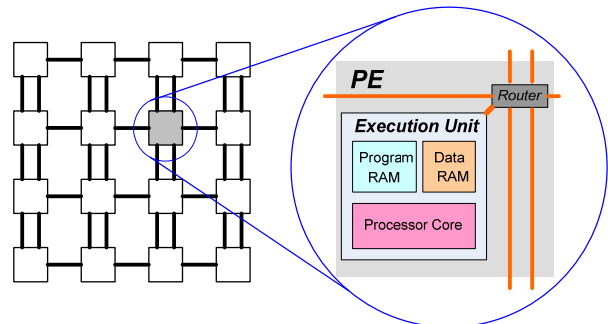 PE
Router
Execution Unit
Program
RAM
Data
RAM
Processor Core